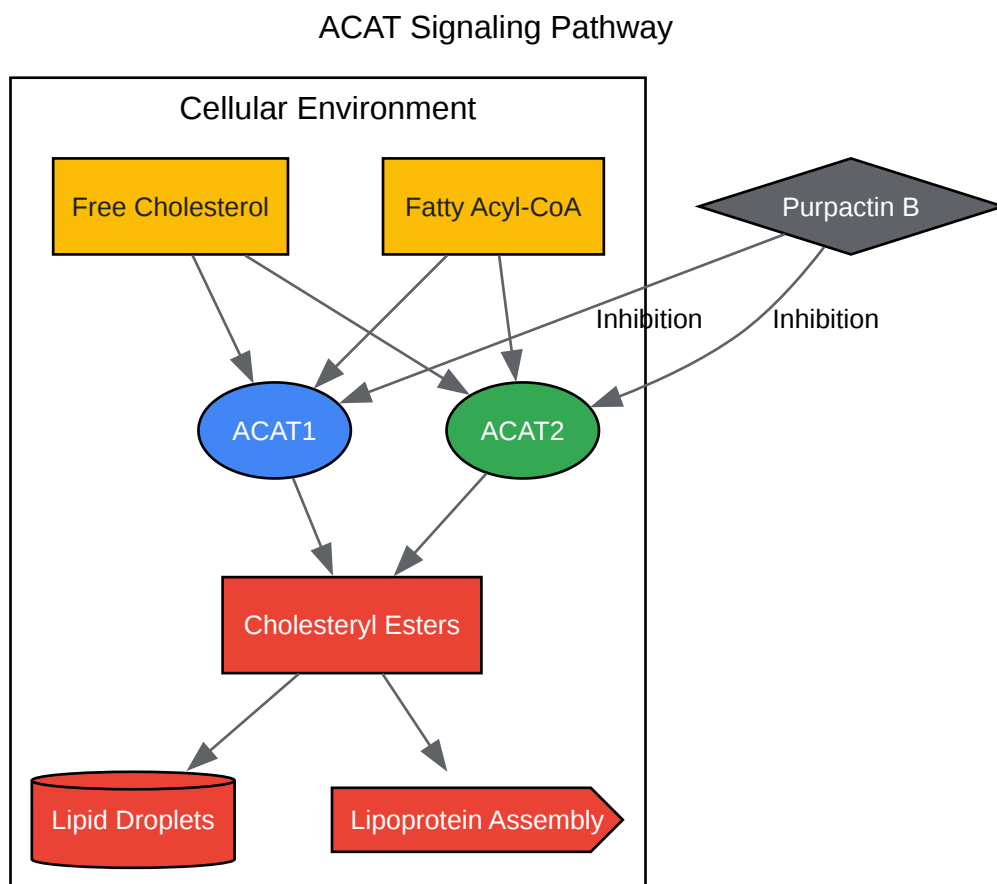 ACAT Signaling Pathway
Cellular Environment
Free Cholesterol
Fatty Acyl-CoA
Purpactin B
Inhibition
Inhibition
ACAT1
ACAT2
Cholesteryl Esters
Lipid Droplets
Lipoprotein Assembly